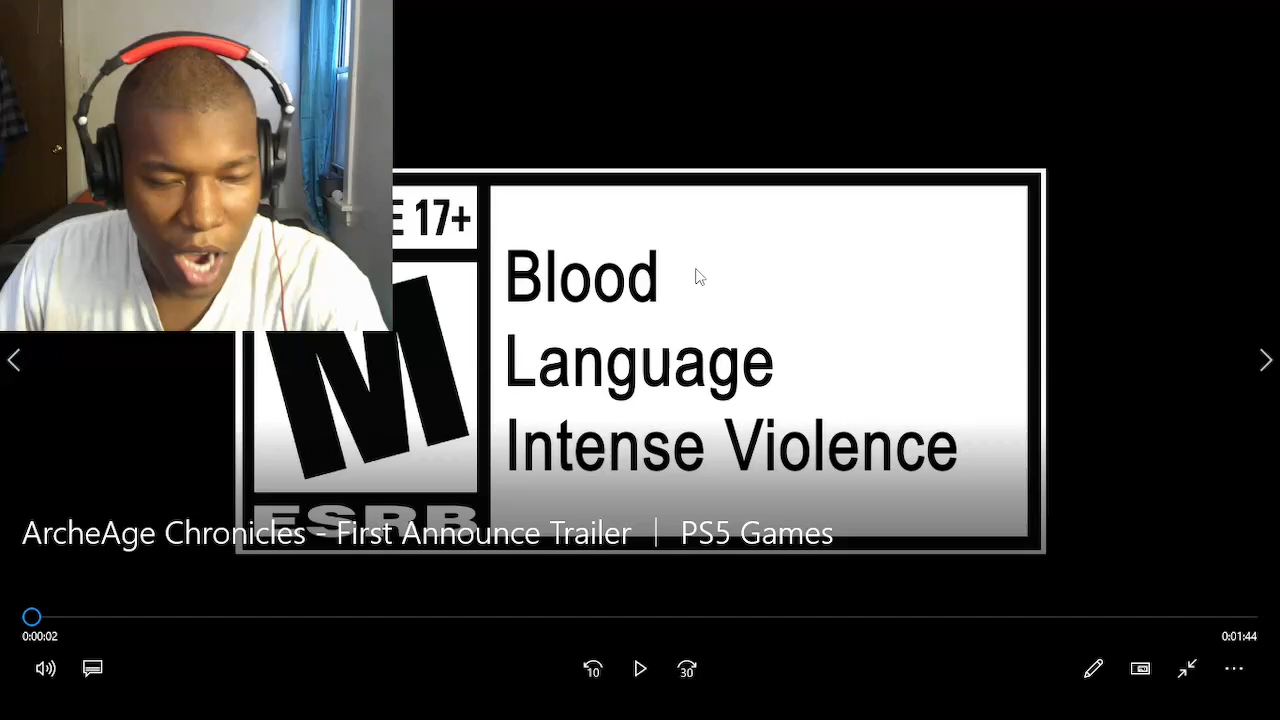 E 17+
Blood
Language
Intense Violence
M
ESRB
ArcheAge Chronicles - First Announce Trailer ｜ PS5 Games
0:00:02
0:01:44
10
30